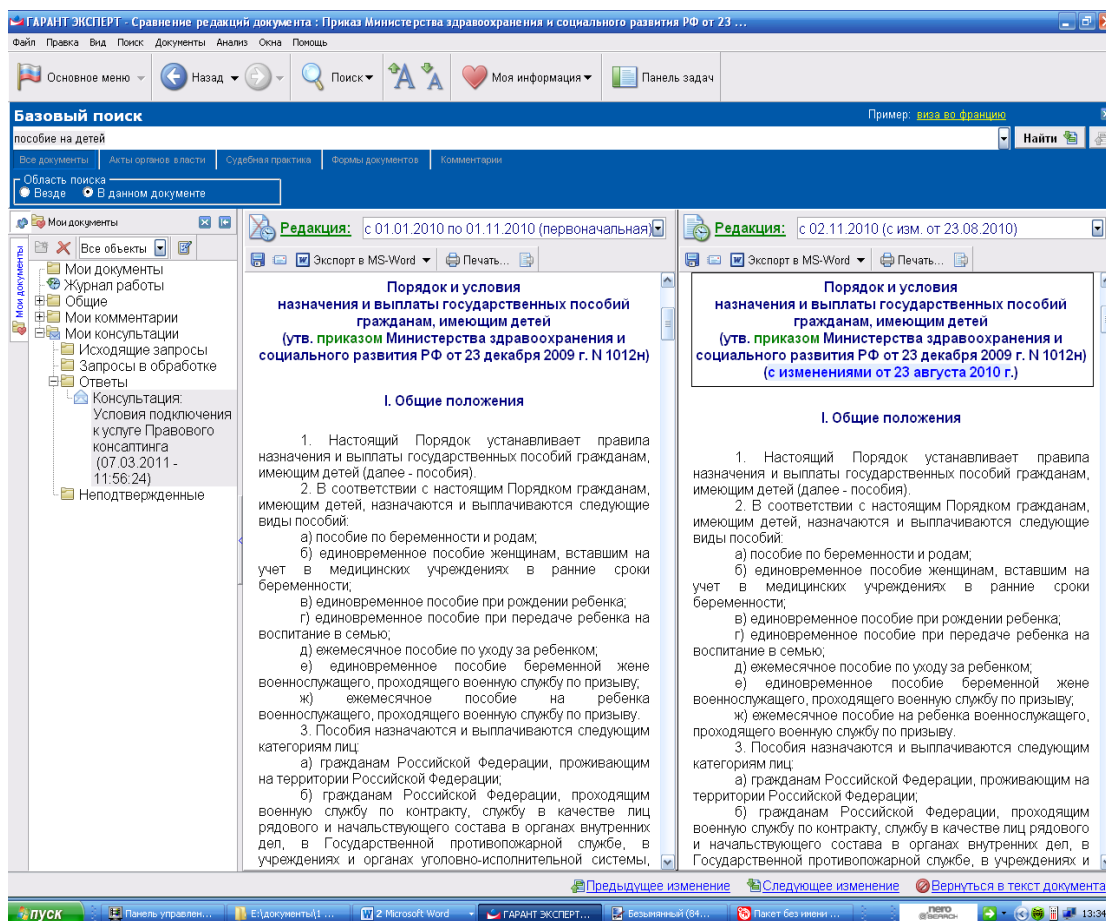 ГАРАНТ ЭКСПЕРТ - Сравнение редакций документа : Приказ Министерства здравоохранения и социального развития РФ от 23 ...
Файл Правка Вид Поиск Документы Анализ Окна Помощь
Основное меню Назад Поиск Моя информация Панель задач
Базовый поиск
Пример: виза во францию
пособие на детей
Найти
Все документы Акты органов власти Судебная практика Формы документов Комментарии
Область поиска
Везде В данном документе
Мои документы
Все объекты
Мои документы
Мои документы
Журнал работы
Общие
Мои комментарии
Мои консультации
Исходящие запросы
Запросы в обработке
Ответы
Консультация:
Условия подключения
к услуге Правового
консалтинга
(07.03.2011 -
11:56:24)
Неподтвержденные
Редакция: с 01.01.2010 по 01.11.2010 (первоначальная)
Экспорт в MS-Word Печать...
Порядок и условия
назначения и выплаты государственных пособий
гражданам, имеющим детей
(утв. приказом Министерства здравоохранения и
социального развития РФ от 23 декабря 2009 г. N 1012н)
I. Общие положения
1. Настоящий Порядок устанавливает правила
назначения и выплаты государственных пособий гражданам,
имеющим детей (далее - пособия).
2. В соответствии с настоящим Порядком гражданам,
имеющим детей, назначаются и выплачиваются следующие
виды пособий:
а) пособие по беременности и родам;
б) единовременное пособие женщинам, вставшим на
учет в медицинских учреждениях в ранние сроки
беременности;
в) единовременное пособие при рождении ребенка;
г) единовременное пособие при передаче ребенка на
воспитание в семью;
д) ежемесячное пособие по уходу за ребенком;
е) единовременное пособие беременной жене
военнослужащего, проходящего военную службу по призыву;
ж) ежемесячное пособие на ребенка
военнослужащего, проходящего военную службу по призыву.
3. Пособия назначаются и выплачиваются следующим
категориям лиц:
а) гражданам Российской Федерации, проживающим
на территории Российской Федерации;
б) гражданам Российской Федерации, проходящим
военную службу по контракту, службу в качестве лиц
рядового и начальствующего состава в органах внутренних
дел, в Государственной противопожарной службе, в
учреждениях и органах уголовно-исполнительной системы,
Редакция: с 02.11.2010 (с изм. от 23.08.2010)
Экспорт в MS-Word Печать...
Порядок и условия
назначения и выплаты государственных пособий
гражданам, имеющим детей
(утв. приказом Министерства здравоохранения и
социального развития РФ от 23 декабря 2009 г. N 1012н)
(с изменениями от 23 августа 2010 г.)
I. Общие положения
1. Настоящий Порядок устанавливает правила
назначения и выплаты государственных пособий гражданам,
имеющим детей (далее - пособия).
2. В соответствии с настоящим Порядком гражданам,
имеющим детей, назначаются и выплачиваются следующие
виды пособий:
а) пособие по беременности и родам;
б) единовременное пособие женщинам, вставшим на
учет в медицинских учреждениях в ранние сроки
беременности;
в) единовременное пособие при рождении ребенка;
г) единовременное пособие при передаче ребенка на
воспитание в семью;
д) ежемесячное пособие по уходу за ребенком;
е) единовременное пособие беременной жене
военнослужащего, проходящего военную службу по призыву;
ж) ежемесячное пособие на ребенка военнослужащего,
проходящего военную службу по призыву.
3. Пособия назначаются и выплачиваются следующим
категориям лиц:
а) гражданам Российской Федерации, проживающим на
территории Российской Федерации;
б) гражданам Российской Федерации, проходящим
военную службу по контракту, службу в качестве лиц рядового
и начальствующего состава в органах внутренних дел, в
Государственной противопожарной службе, в учреждениях и
Предыдущее изменение Следующее изменение Вернуться в текст документа
пуск Панель управлен... E:\документы\1 ... 2 Microsoft Word ГАРАНТ ЭКСПЕРТ... Безымянный (84... Пакет без имени ... nero SEARCH 13:34